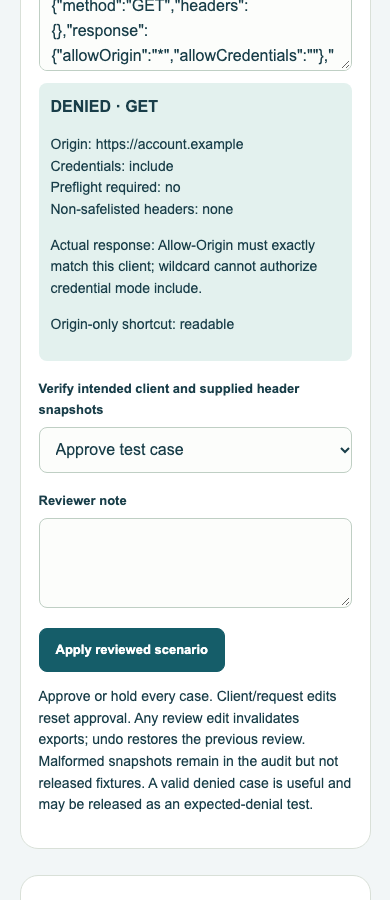 {"method":"GET","headers":
{},"response":
{"allowOrigin":"*","allowCredentials":""},"
DENIED · GET
Origin: https://account.example
Credentials: include
Preflight required: no
Non-safelisted headers: none
Actual response: Allow-Origin must exactly
match this client; wildcard cannot authorize
credential mode include.
Origin-only shortcut: readable
Verify intended client and supplied header
snapshots
Approve test case
Reviewer note
Apply reviewed scenario
Approve or hold every case. Client/request edits
reset approval. Any review edit invalidates
exports; undo restores the previous review.
Malformed snapshots remain in the audit but not
released fixtures. A valid denied case is useful and
may be released as an expected-denial test.